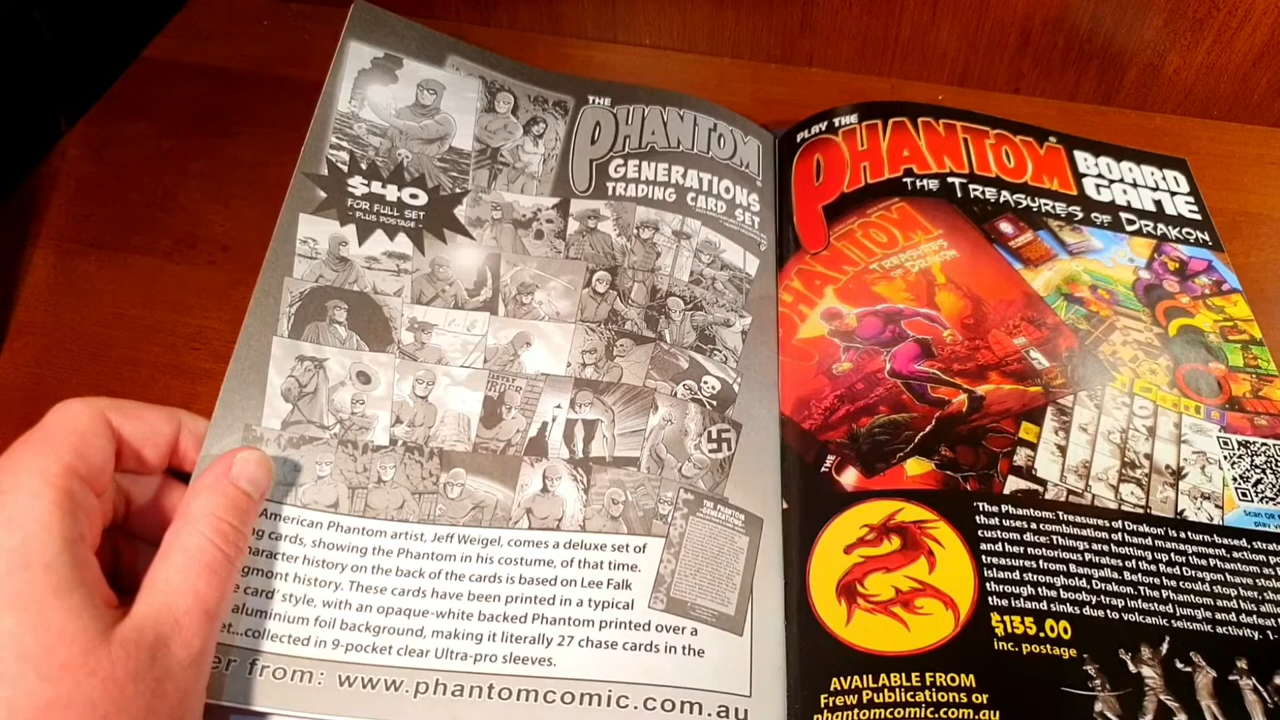 THE
PHANTOM
GENERATIONS
TRADING CARD SET
$40
FOR FULL SET
- PLUS POSTAGE -
THE PHANTOM
-GENERATIONS-
American Phantom artist, Jeff Weigel, comes a deluxe set of
cards, showing the Phantom in his costume, of that time.
history on the back of the cards is based on Lee Falk
history. These cards have been printed in a typical
card' style, with an opaque-white backed Phantom printed over a
aluminium foil background, making it literally 27 chase cards in the
...collected in 9-pocket clear Ultra-pro sleeves.
from: www.phantomcomic.com.au
PLAY THE
PHANTOM BOARD
GAME
THE TREASURES OF DRAKON
PHANTOM
TREASURES
OF DRAKON
THE
SCAN QR
'The Phantom: Treasures of Drakon' is a turn-based,
that uses a combination of hand management, action
custom dice: Things are hotting up for the Phantom as
and her notorious Pirates of the Red Dragon have
treasures from Bangalla. Before he could stop her, she
island stronghold, Drakon. The Phantom and his
through the booby-trap infested jungle and defeat
the island sinks due to volcanic seismic activity. 1
$135.00
inc. postage
AVAILABLE FROM
Frew Publications or
phantomcomic.com.au